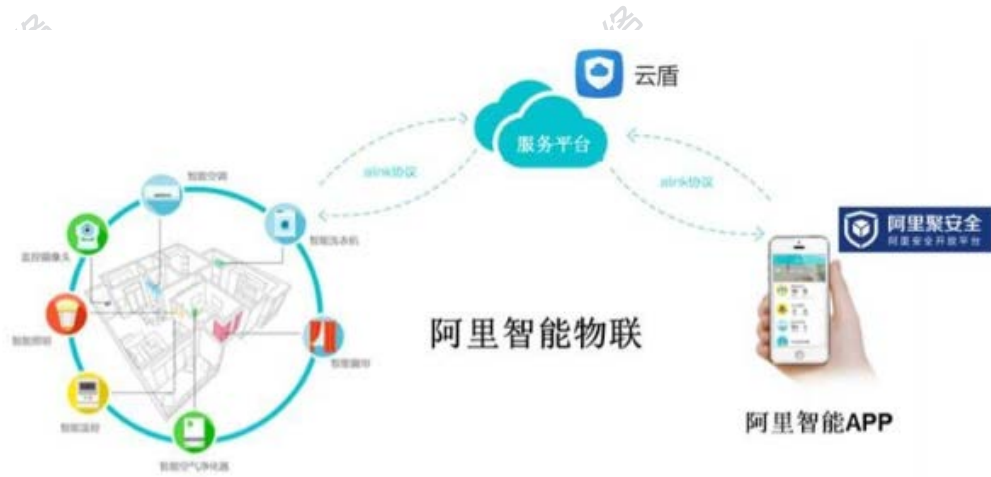 云盾
服务平台
alink协议
alink协议
智能空调
智能洗衣机
监控摄像头
阿里聚安全
阿里安全开放平台
智能照明
智能窗帘
阿里智能物联
智能温控
智能空气净化器
阿里智能APP